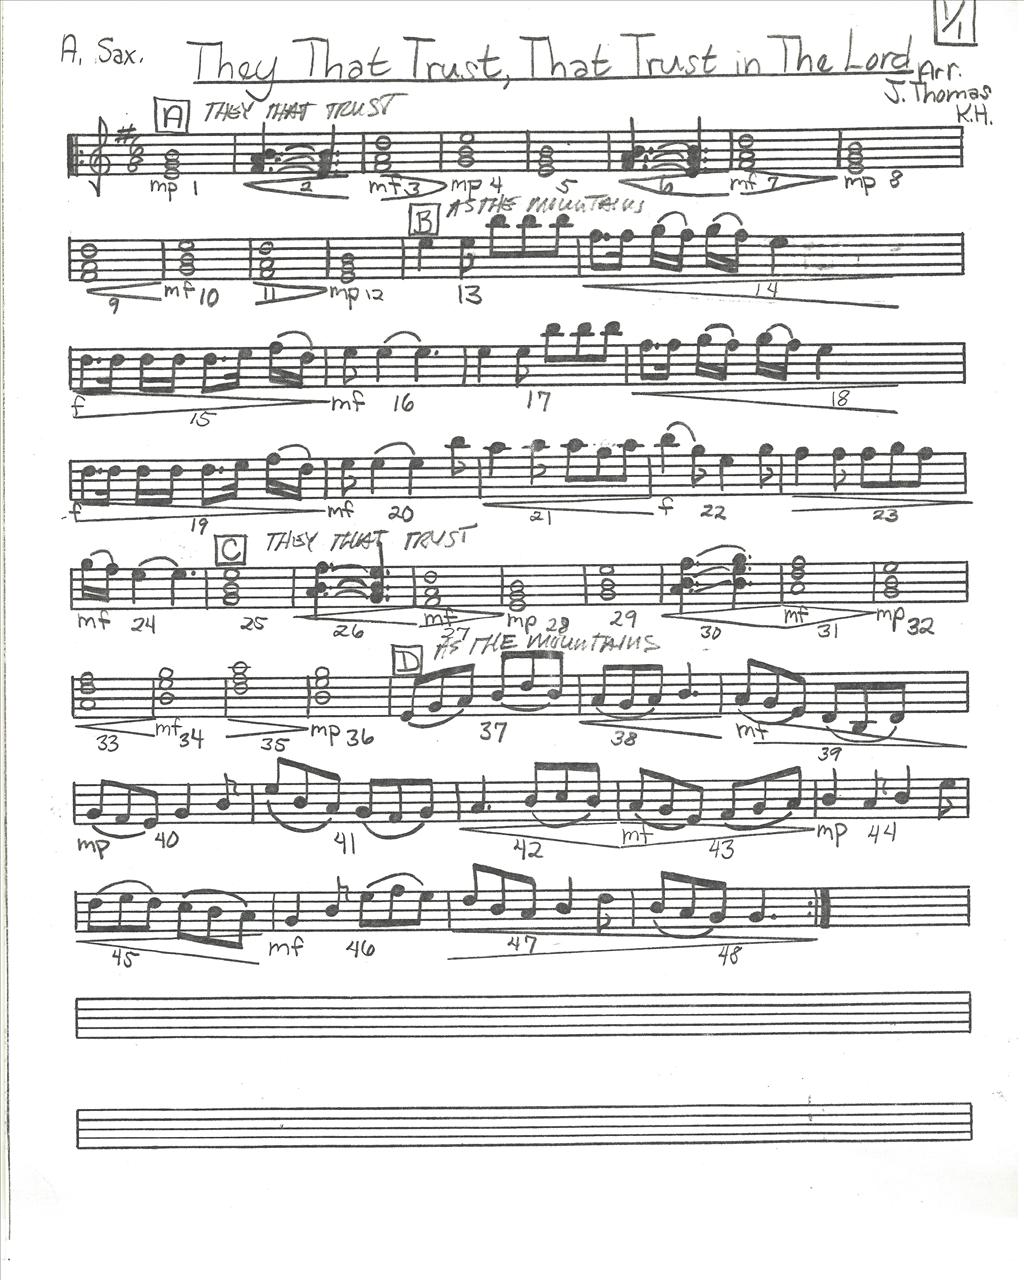 1/1
A. Sax. They That Trust, That Trust in The Lord
Arr.
J. Thomas
K.H.
A THEY THAT TRUST
6
8
mp 1 2 mf 3 mp 4 5 6 mf 7 mp 8
B AS THE MOUNTAINS
9 mf 10 11 mp 12 13 14
f 15 mf 16 17 18
f 19 mf 20 21 f 22 23
C THEY THAT TRUST
mf 24 25 26 mf 27 mp 28 29 30 mf 31 mp 32
D AS THE MOUNTAINS
33 mf 34 35 mp 36 37 38 mf 39
mp 40 41 42 mf 43 mp 44
45 mf 46 47 48